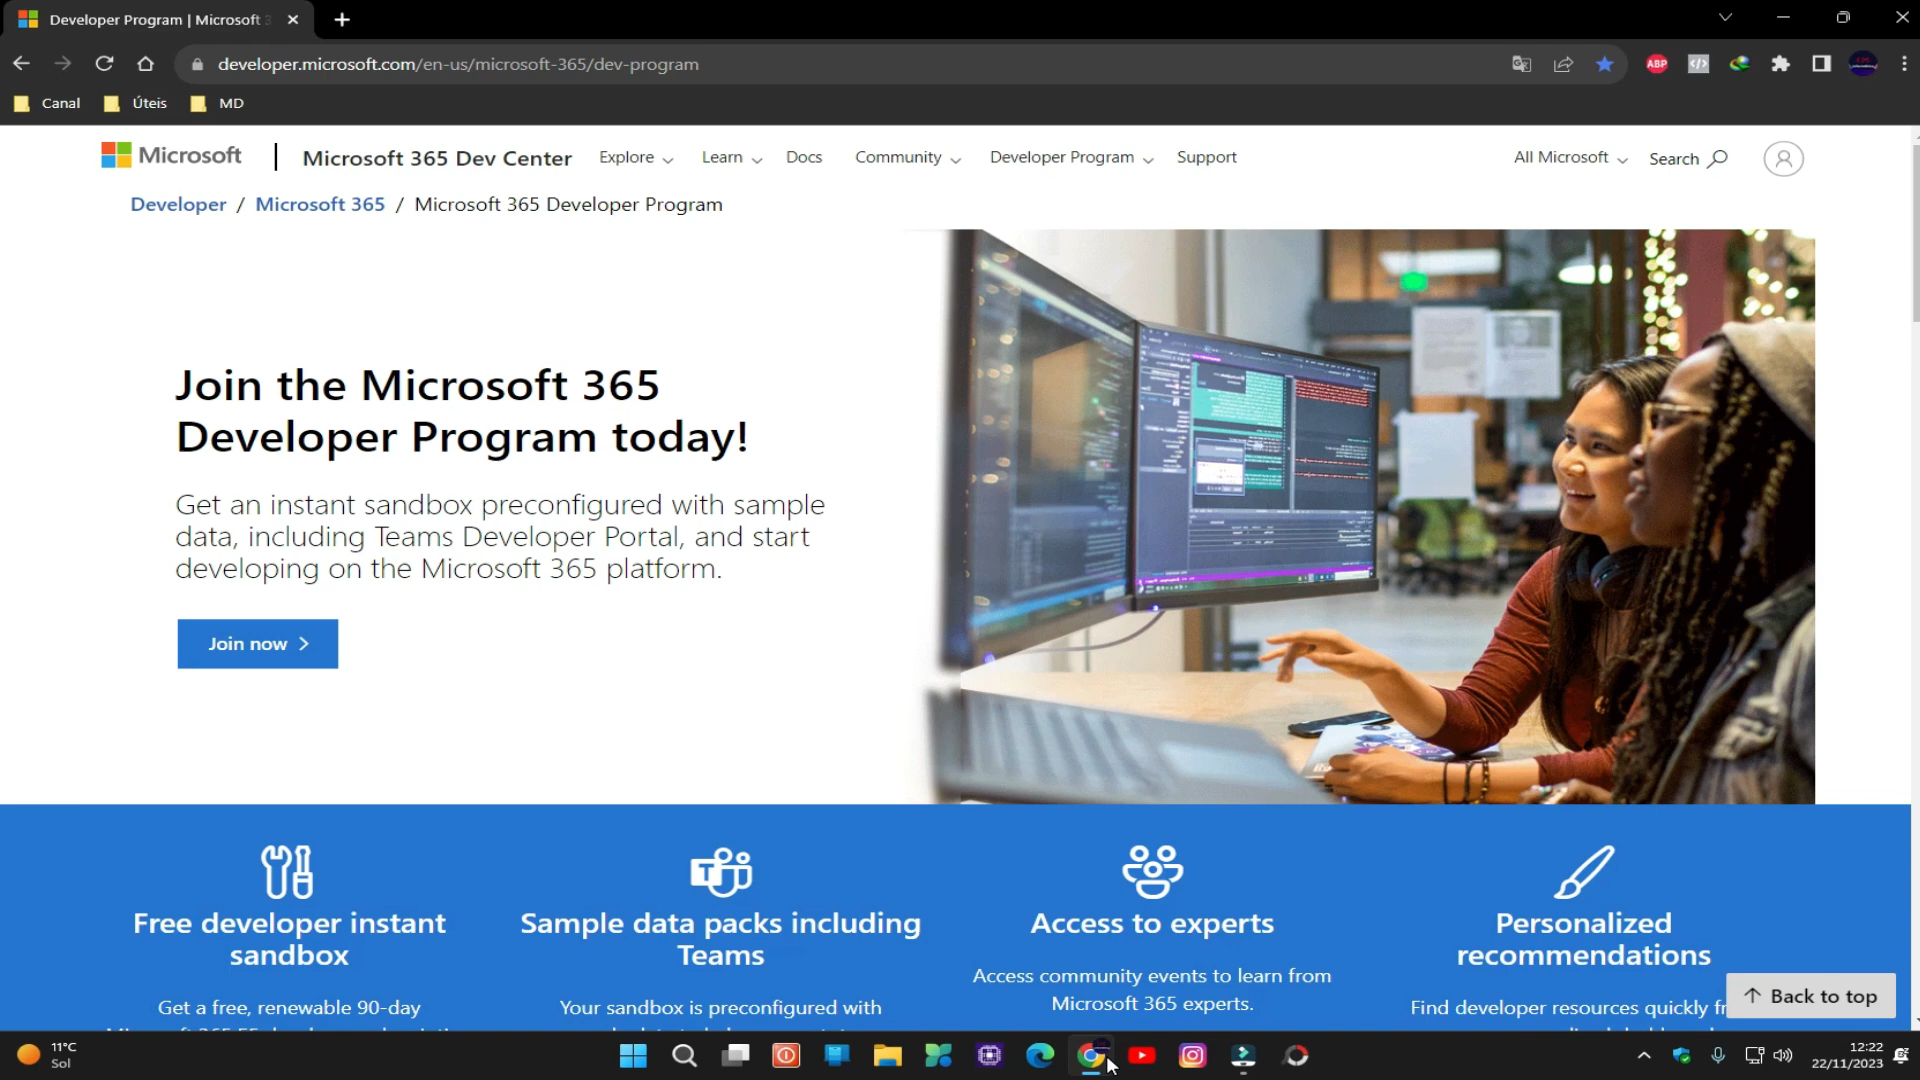 Developer Program | Microsoft 3
developer.microsoft.com/en-us/microsoft-365/dev-program
ABP
Canal
Úteis
MD
Microsoft
Microsoft 365 Dev Center
Explore
Learn
Docs
Community
Developer Program
Support
All Microsoft
Search
Developer / Microsoft 365 / Microsoft 365 Developer Program
Join the Microsoft 365
Developer Program today!
Get an instant sandbox preconfigured with sample
data, including Teams Developer Portal, and start
developing on the Microsoft 365 platform.
Join now
Free developer instant
sandbox
Get a free, renewable 90-day
T
Sample data packs including
Teams
Your sandbox is preconfigured with
Access to experts
Access community events to learn from
Microsoft 365 experts.
Personalized
recommendations
Find developer resources quickly
Back to top
11°C
Sol
12:22
22/11/2023